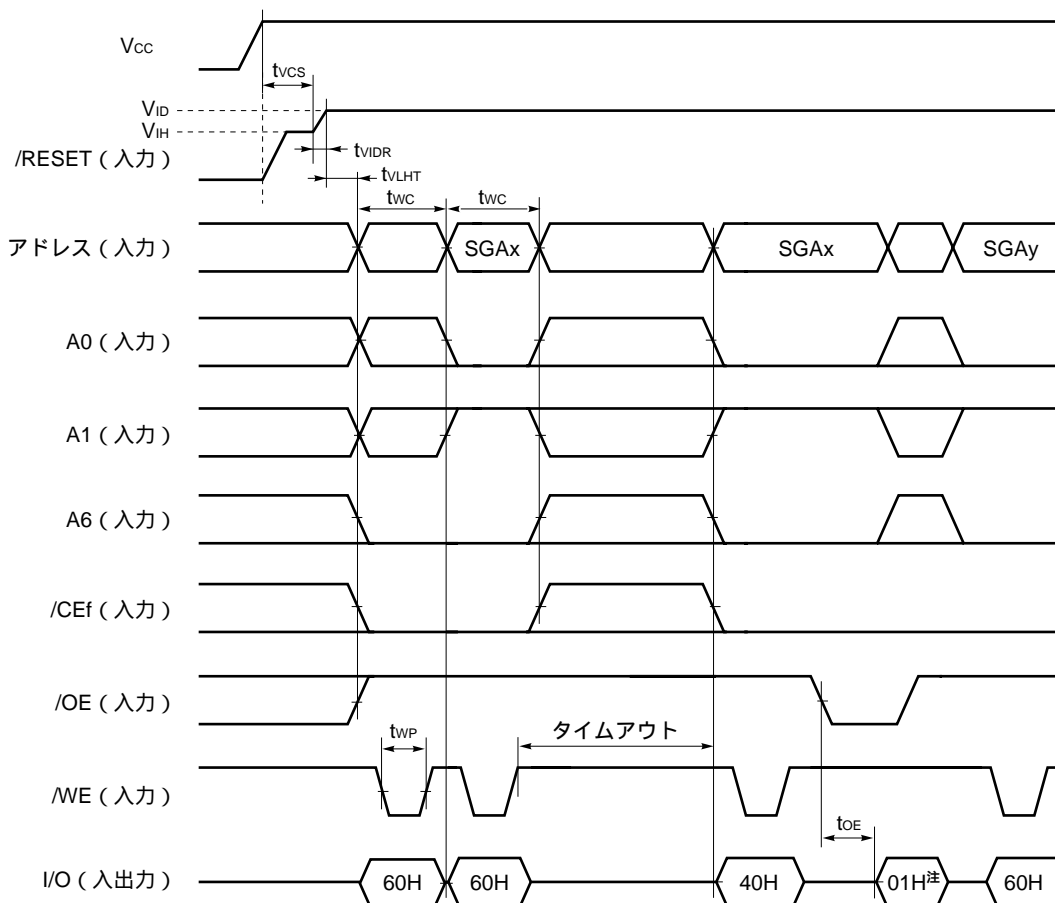 Vcc
tVCS
VID
VIH
/RESET（入力）
tVIDR
tVLHT
tWC
tWC
アドレス（入力）
SGAx
SGAx
SGAy
A0（入力）
A1（入力）
A6（入力）
/CEf（入力）
/OE（入力）
tWP
タイムアウト
/WE（入力）
tOE
I/O（入出力）
60H
60H
40H
01H注
60H